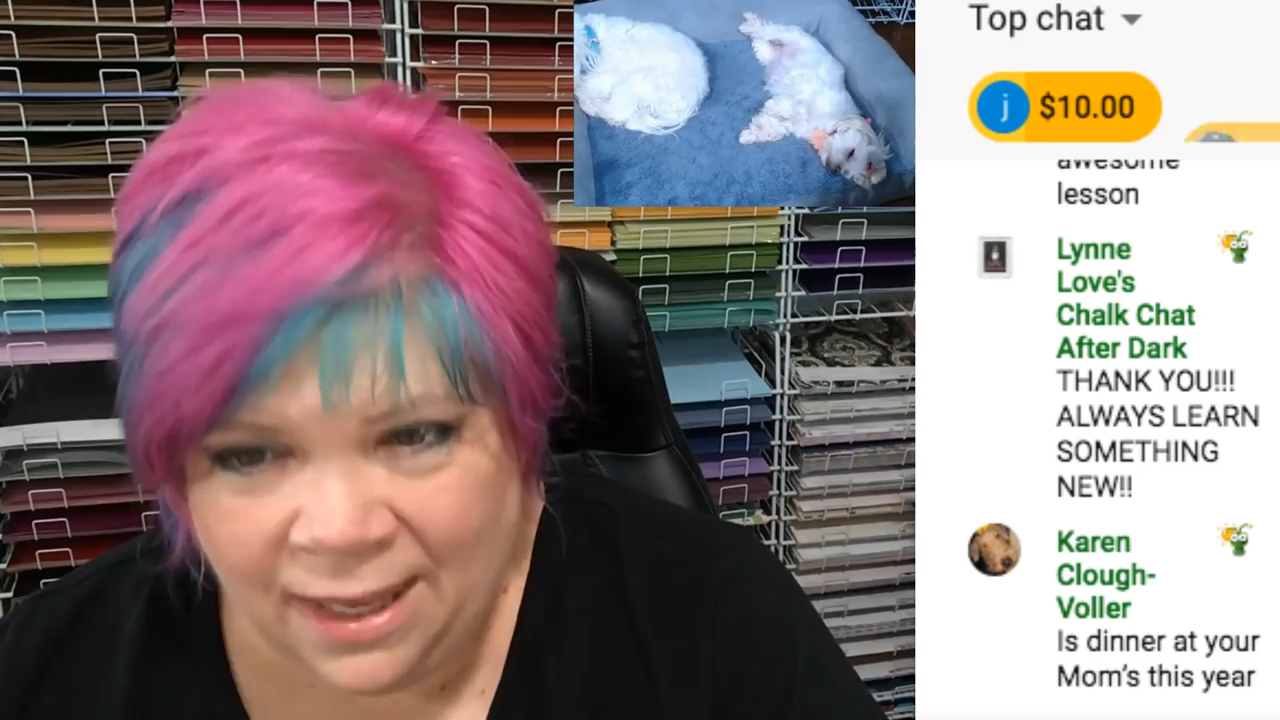 Top chat
j $10.00
awesome
lesson
Lynne
Love's
Chalk Chat
After Dark
THANK YOU!!!
ALWAYS LEARN
SOMETHING
NEW!!
Karen
Clough-
Voller
Is dinner at your
Mom's this year